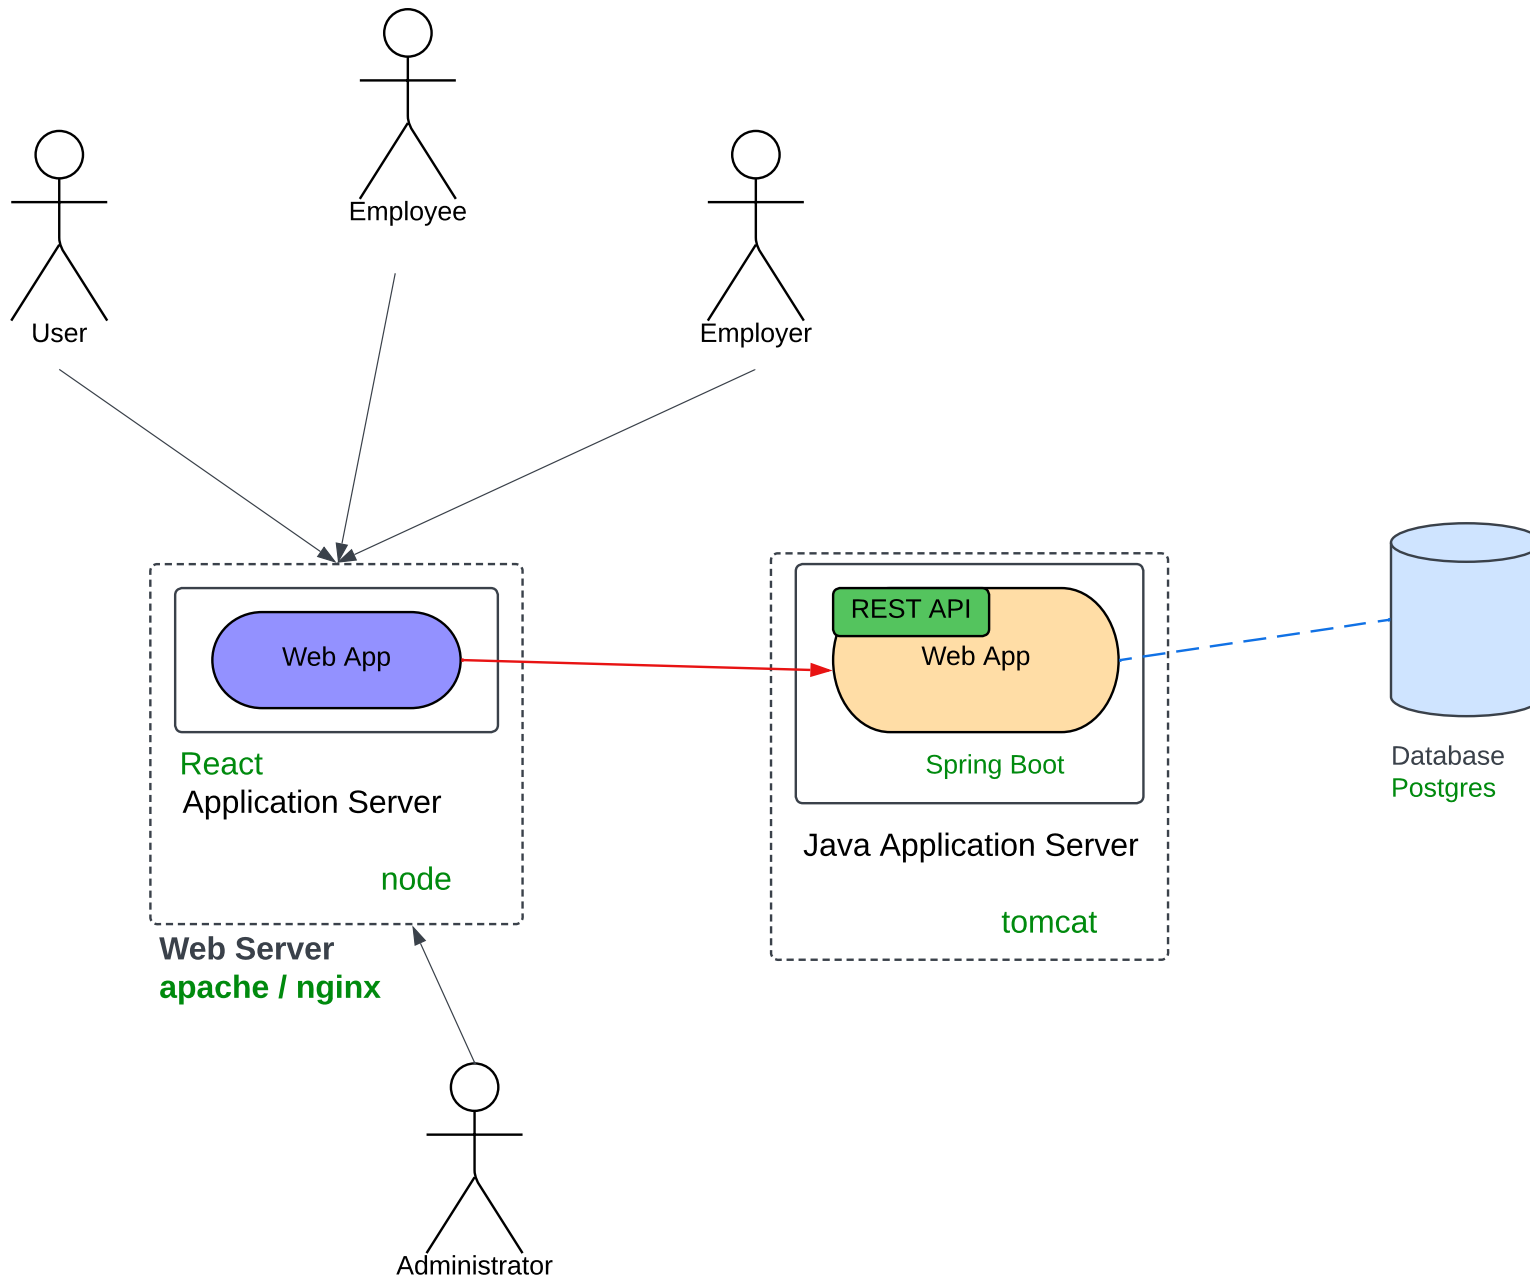 Employee
User
Employer
Web App
React
Application Server
node
Web Server
apache / nginx
REST API
Web App
Spring Boot
Java Application Server
tomcat
Database
Postgres
Administrator